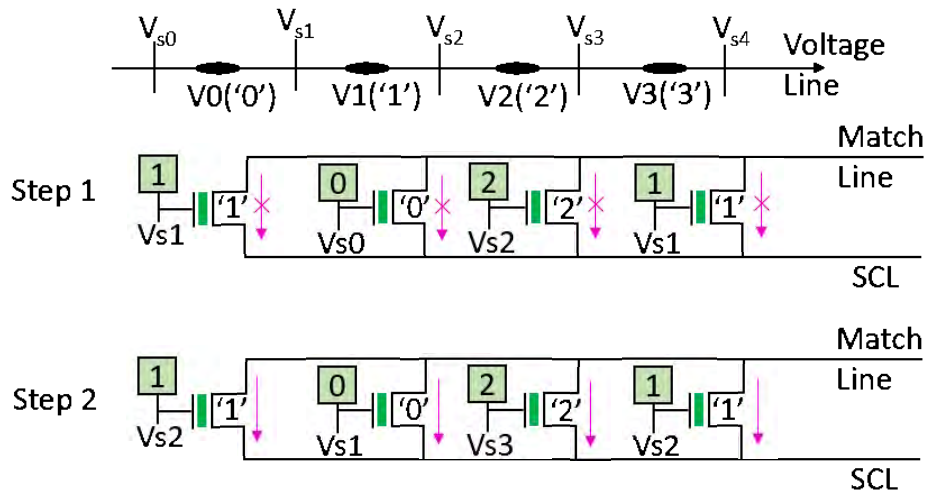 Vs0 Vs1 Vs2 Vs3 Vs4 Voltage
V0(‘0’) V1(‘1’) V2(‘2’) V3(‘3’) Line
Match
Step 1 1 0 2 1 Line
‘1’ ‘0’ ‘2’ ‘1’
Vs1 Vs0 Vs2 Vs1
SCL
Match
Step 2 1 0 2 1 Line
‘1’ ‘0’ ‘2’ ‘1’
Vs2 Vs1 Vs3 Vs2
SCL